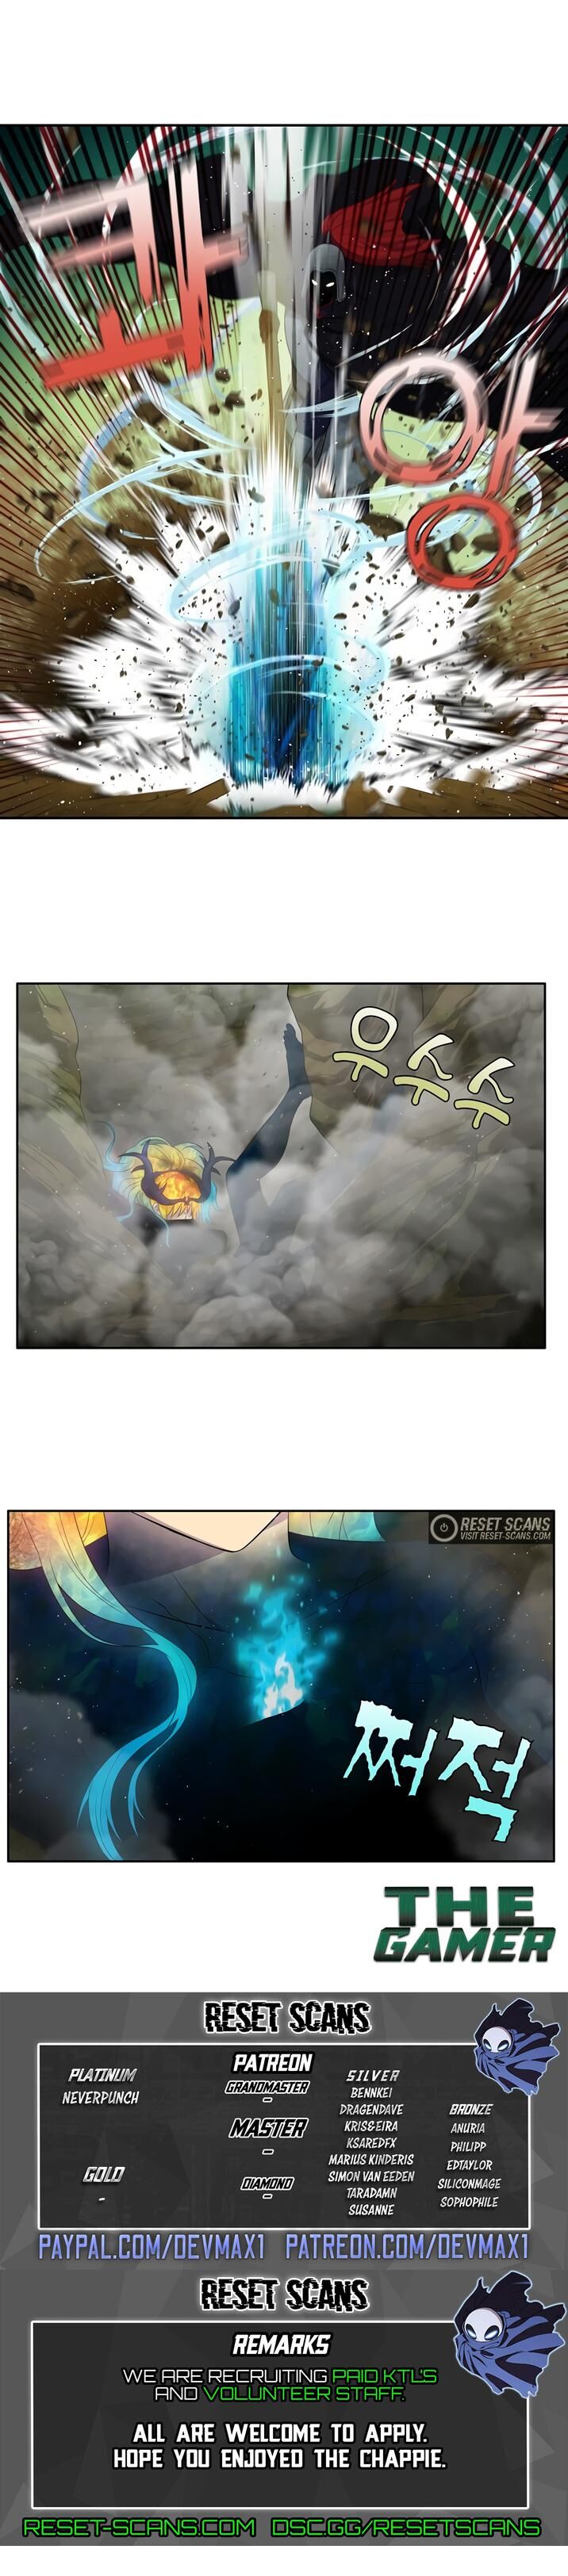 콰앙
우수수
RESET SCANS
VISIT RESET-SCANS.COM
쩌적
THE
GAMER
RESET SCANS
PATREON
PLATINUM
NEVERPUNCH
GOLD
-
GRANDMASTER
-
MASTER
-
DIAMOND
-
SILVER
BENNKEI
DRAGENDAVE
KRIS&EIRA
KSAREDFX
MARIUS KINDERIS
SIMON VAN EEDEN
TARADAMN
SUSANNE
BRONZE
ANURIA
PHILIPP
EDTAYLOR
SILICONMAGE
SOPHOPHILE
PAYPAL.COM/DEVMAX1 PATREON.COM/DEVMAX1
RESET SCANS
REMARKS
WE ARE RECRUITING PAID KTL'S
AND VOLUNTEER STAFF.
ALL ARE WELCOME TO APPLY.
HOPE YOU ENJOYED THE CHAPPIE.
RESET-SCANS.COM DSC.GG/RESETSCANS